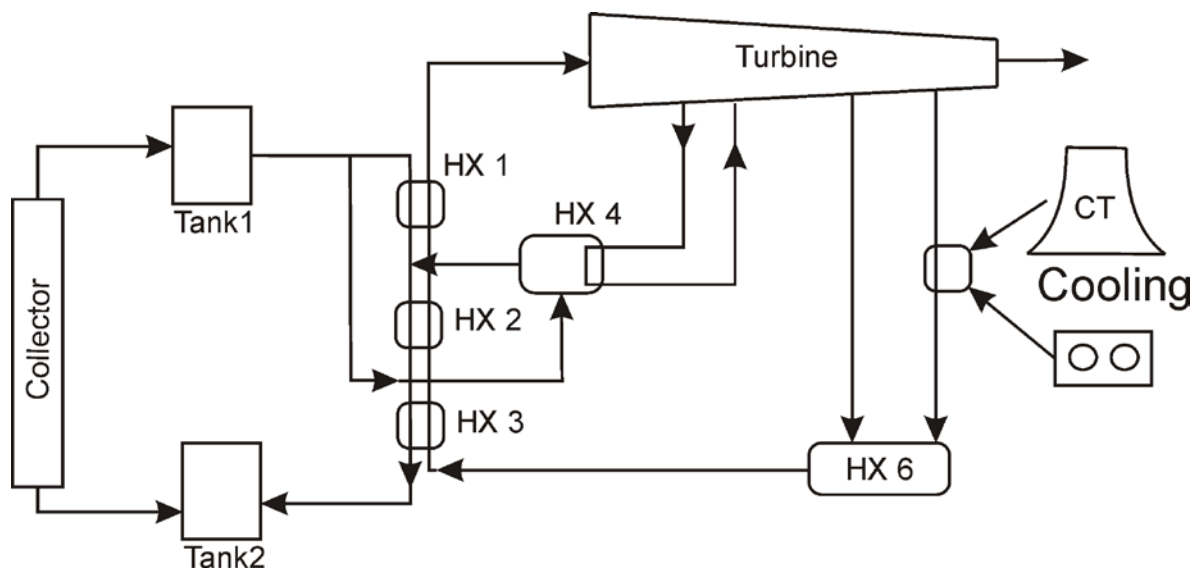 Turbine
HX 1
Tank1
HX 4
CT
Cooling
HX 2
Collector
HX 3
HX 6
Tank2